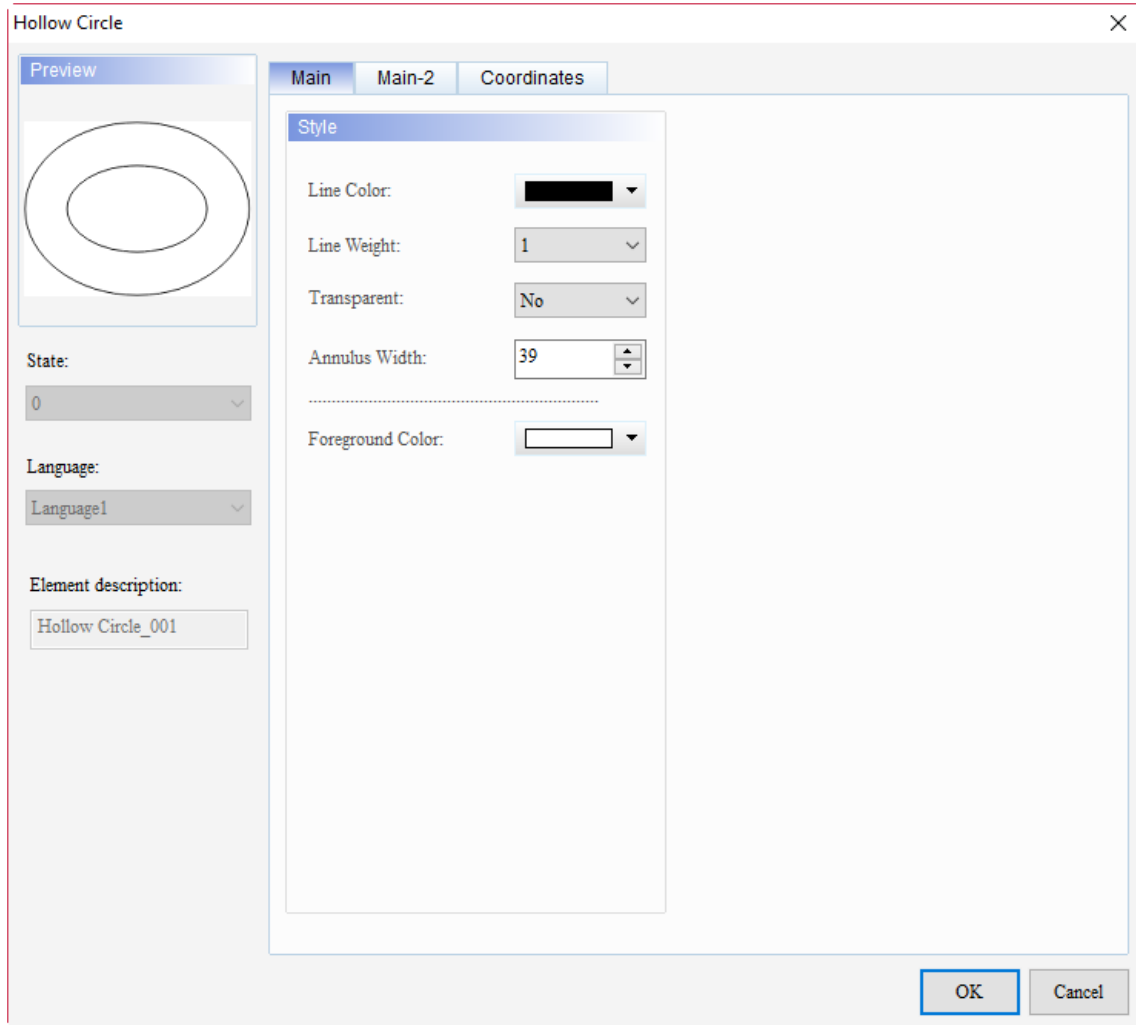 Hollow Circle
Preview
Main
Main-2
Coordinates
Style
Line Color:
Line Weight:
1
Transparent:
No
Annulus Width:
39
Foreground Color:
State:
0
Language:
Language1
Element description:
Hollow Circle_001
OK
Cancel